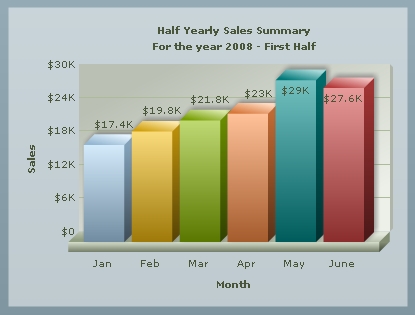 Half Yearly Sales Summary
For the year 2008 - First Half
$30K
$24K
$18K
$12K
$6K
$0
Sales
$17.4K
$19.8K
$21.8K
$23K
$29K
$27.6K
Jan Feb Mar Apr May June
Month